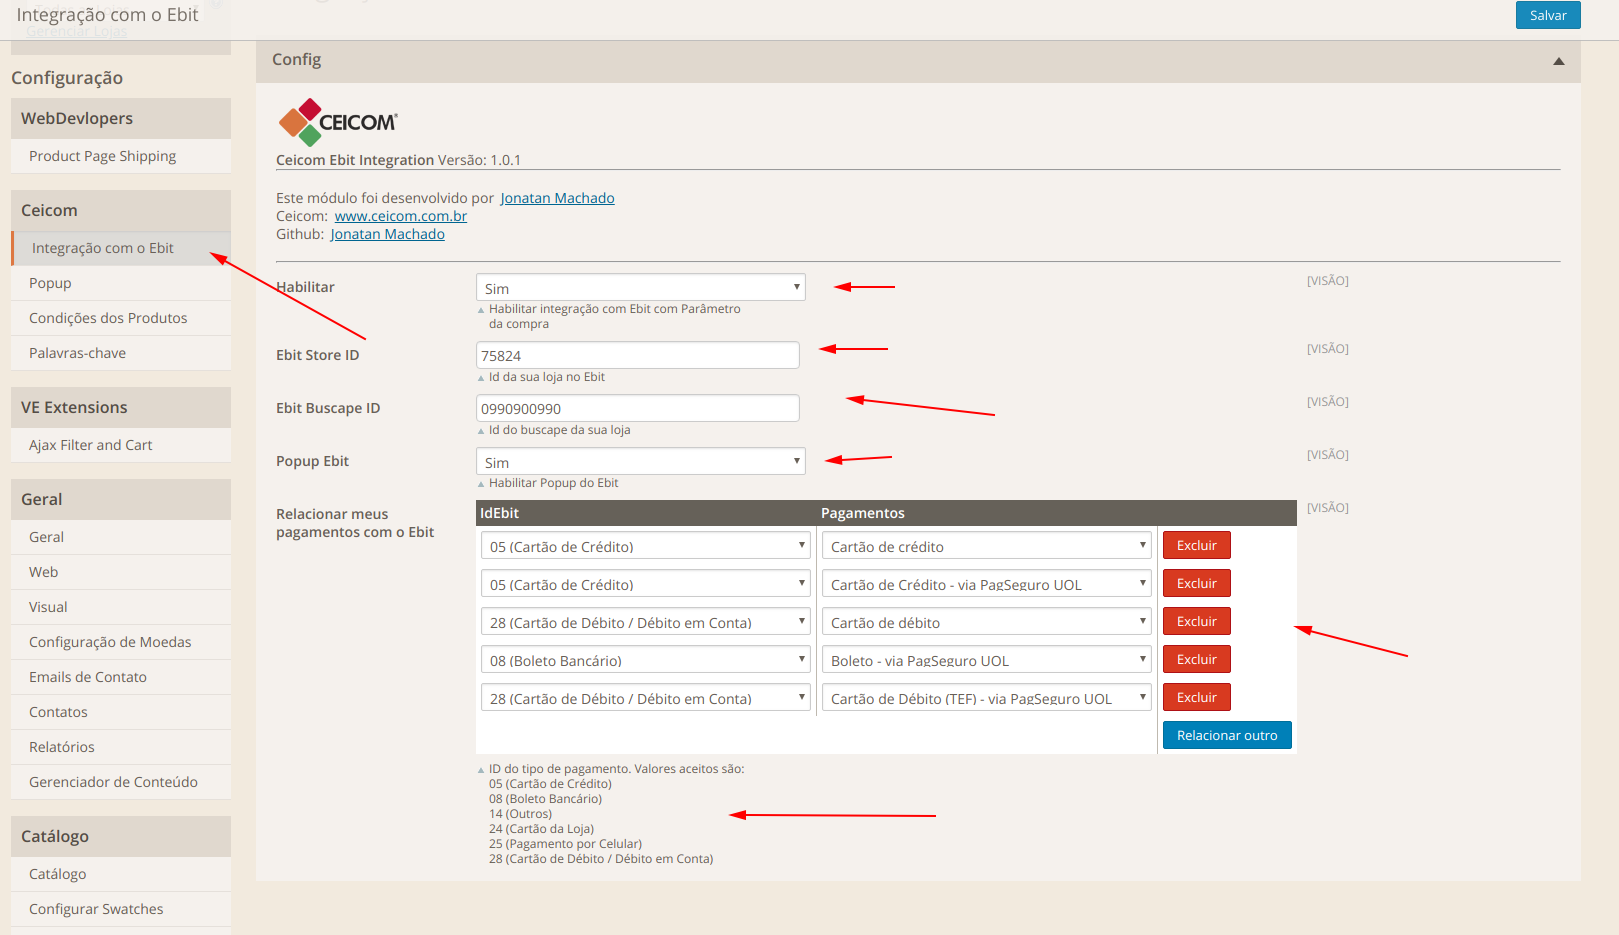 Integração com o Ebit
Salvar
Gerenciar Lojas
Configuração
WebDevlopers
Product Page Shipping
Ceicom
Integração com o Ebit
Popup
Condições dos Produtos
Palavras-chave
VE Extensions
Ajax Filter and Cart
Geral
Geral
Web
Visual
Configuração de Moedas
Emails de Contato
Contatos
Relatórios
Gerenciador de Conteúdo
Catálogo
Catálogo
Configurar Swatches
Config
CEICOM®
Ceicom Ebit Integration Versão: 1.0.1
Este módulo foi desenvolvido por Jonatan Machado
Ceicom: www.ceicom.com.br
Github: Jonatan Machado
Habilitar
Sim
[VISÃO]
Habilitar integração com Ebit com Parâmetro
da compra
Ebit Store ID
75824
[VISÃO]
Id da sua loja no Ebit
Ebit Buscape ID
0990900990
[VISÃO]
Id do buscape da sua loja
Popup Ebit
Sim
[VISÃO]
Habilitar Popup do Ebit
Relacionar meus
pagamentos com o Ebit
[VISÃO]
IdEbit Pagamentos
05 (Cartão de Crédito) Cartão de crédito Excluir
05 (Cartão de Crédito) Cartão de Crédito - via PagSeguro UOL Excluir
28 (Cartão de Débito / Débito em Conta) Cartão de débito Excluir
08 (Boleto Bancário) Boleto - via PagSeguro UOL Excluir
28 (Cartão de Débito / Débito em Conta) Cartão de Débito (TEF) - via PagSeguro UOL Excluir
Relacionar outro
ID do tipo de pagamento. Valores aceitos são:
05 (Cartão de Crédito)
08 (Boleto Bancário)
14 (Outros)
24 (Cartão da Loja)
25 (Pagamento por Celular)
28 (Cartão de Débito / Débito em Conta)